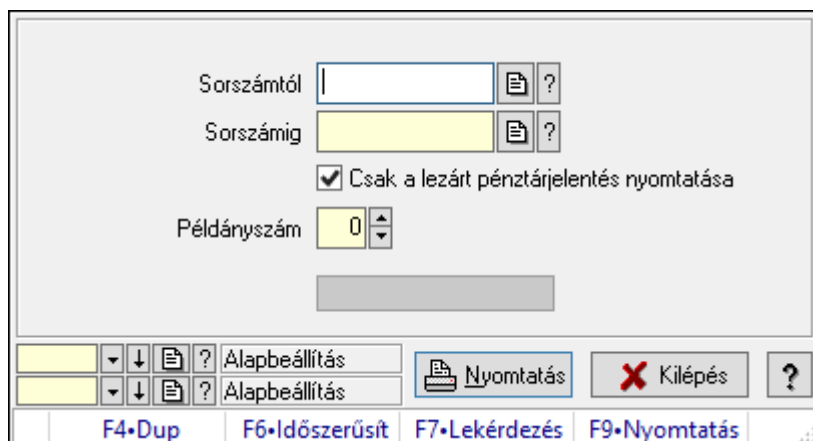 Sorszámtól ?
Sorszámig ?
Csak a lezárt pénztárjelentés nyomtatása
Példányszám 0
? Alapbeállítás
? Alapbeállítás
Nyomtatás Kilépés ?
F4•Dup F6•Időszerűsít F7•Lekérdezés F9•Nyomtatás